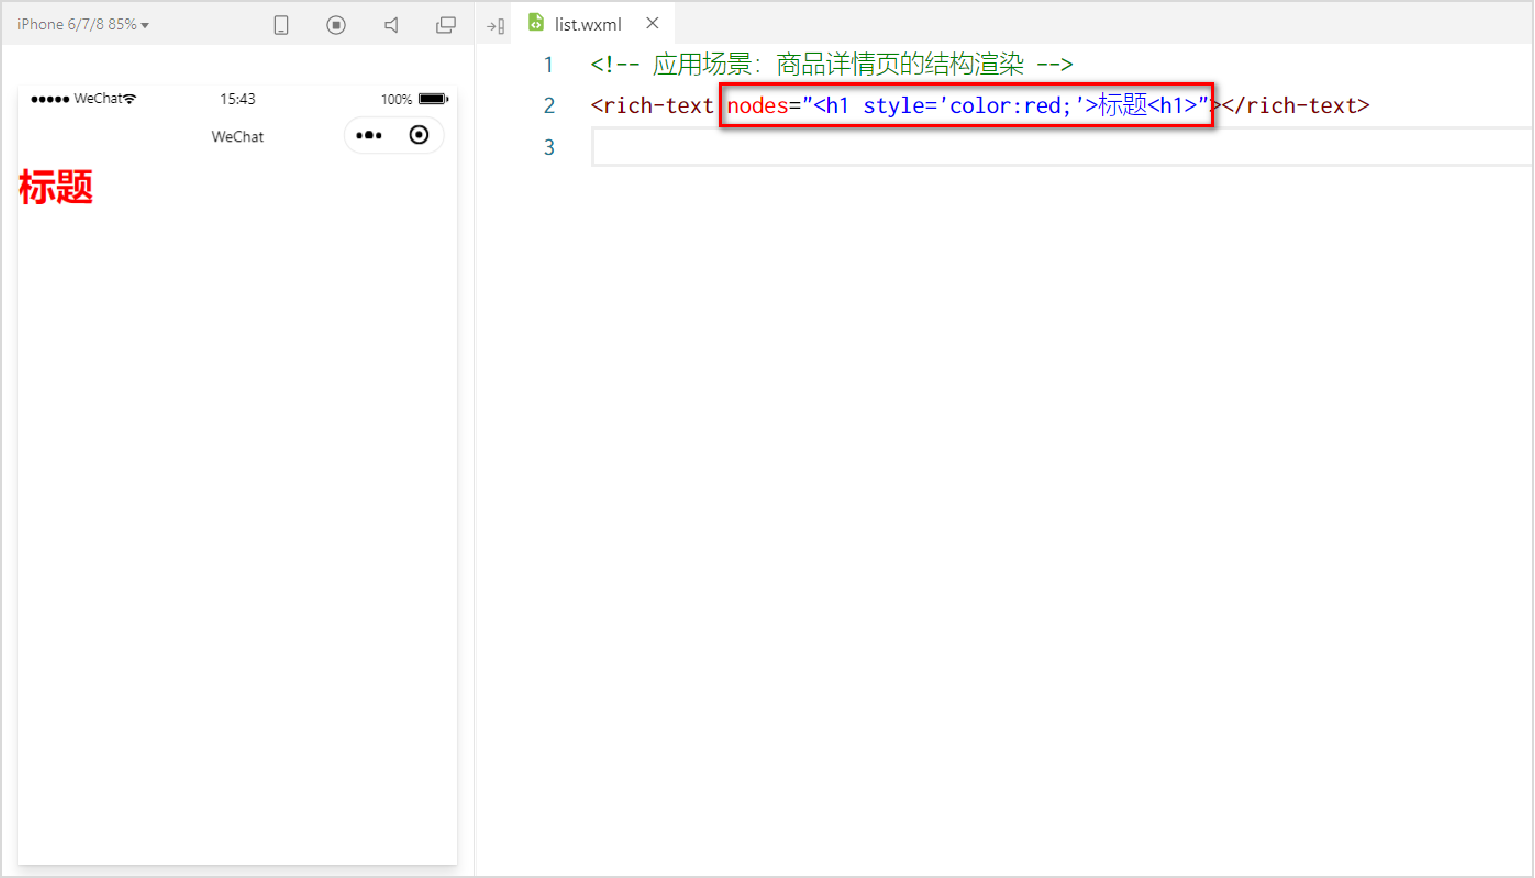 iPhone 6/7/8 85%
WeChat
15:43
100%
WeChat
标题
list.wxml
1 <!-- 应用场景：商品详情页的结构渲染 -->
2 <rich-text nodes="<h1 style='color:red;'>标题<h1>"></rich-text>
3